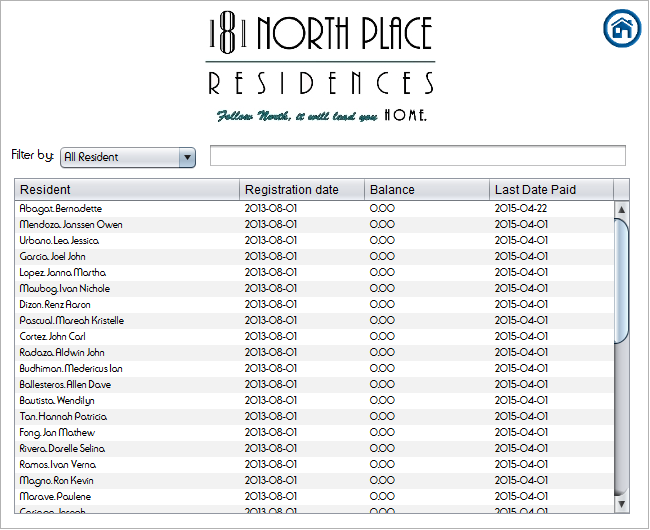 181 NORTH PLACE
RESIDENCES
Follow North, it will lead you HOME.
Filter by: All Resident
Resident Registration date Balance Last Date Paid
Abagat, Bernadette 2013-08-01 0.00 2015-04-22
Mendoza, Janssen Owen 2013-08-01 0.00 2015-04-01
Urbano, Lea Jessica 2013-08-01 0.00 2015-04-01
Garcia, Joel John 2013-08-01 0.00 2015-04-01
Lopez, Janna Martha 2013-08-01 0.00 2015-04-01
Maubog, Ivan Nichole 2013-08-01 0.00 2015-04-01
Dizon, Renz Aaron 2013-08-01 0.00 2015-04-01
Pascual, Mareah Kristelle 2013-08-01 0.00 2015-04-01
Cortez, John Carl 2013-08-01 0.00 2015-04-01
Radaza, Aldwin John 2013-08-01 0.00 2015-04-01
Budhiman, Medericus Ian 2013-08-01 0.00 2015-04-01
Ballesteros, Allen Dave 2013-08-01 0.00 2015-04-01
Bautista, Wendilyn 2013-08-01 0.00 2015-04-01
Tan, Hannah Patricia 2013-08-01 0.00 2015-04-01
Fong, Jan Mathew 2013-08-01 0.00 2015-04-01
Rivera, Darelle Selina 2013-08-01 0.00 2015-04-01
Ramos, Ivan Verna 2013-08-01 0.00 2015-04-01
Magno, Ron Kevin 2013-08-01 0.00 2015-04-01
Marave, Paulene 2013-08-01 0.00 2015-04-01
Joseph 2013-08-01 0.00 2015-04-01